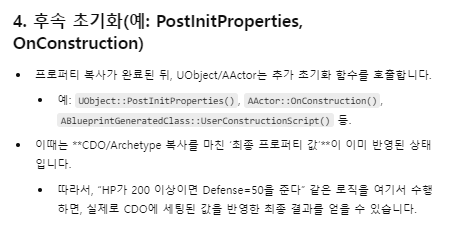 4. 후속 초기화(예: PostInitProperties,
OnConstruction)
• 프로퍼티 복사가 완료된 뒤, UObject/AActor는 추가 초기화 함수를 호출합니다.
• 예: UObject::PostInitProperties(), AActor::OnConstruction(),
ABlueprintGeneratedClass::UserConstructionScript() 등.
• 이때는 **CDO/Archetype 복사를 마친 '최종 프로퍼티 값'**이 이미 반영된 상태
입니다.
• 따라서, “HP가 200 이상이면 Defense=50을 준다” 같은 로직을 여기서 수행
하면, 실제로 CDO에 세팅된 값을 반영한 최종 결과를 얻을 수 있습니다.